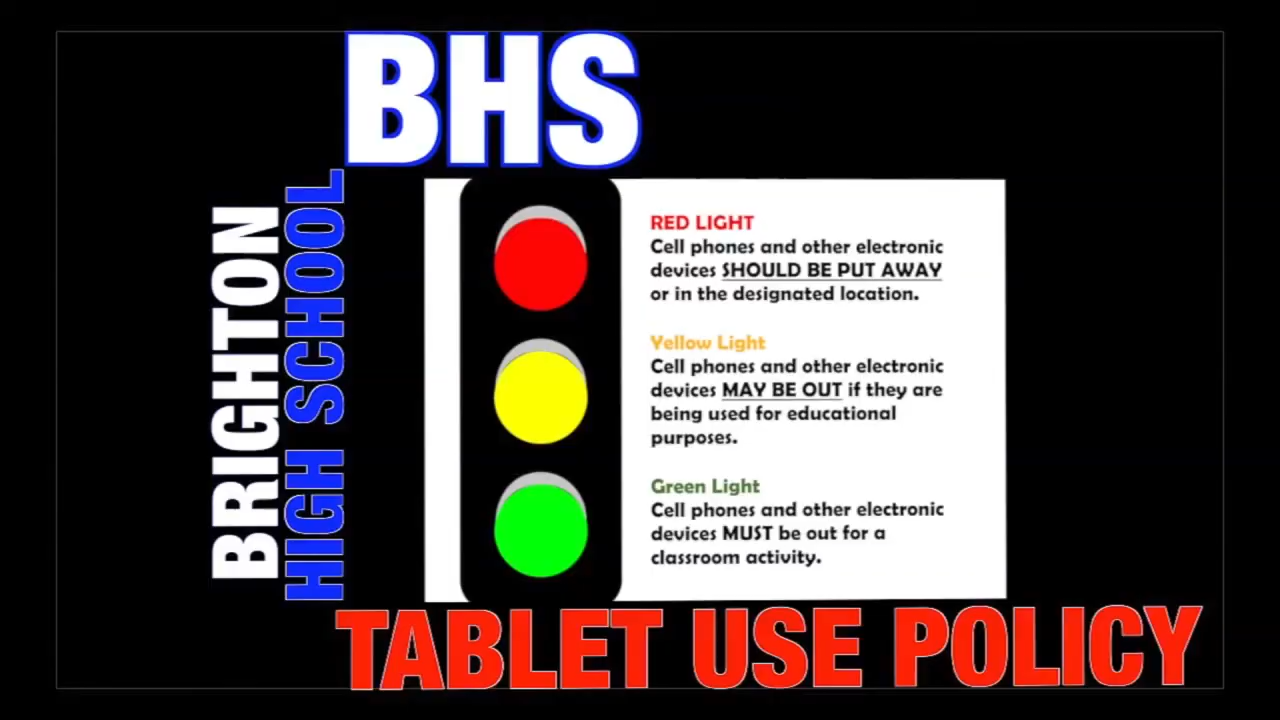 BHS
BRIGHTON
HIGH SCHOOL
RED LIGHT
Cell phones and other electronic
devices SHOULD BE PUT AWAY
or in the designated location.
Yellow Light
Cell phones and other electronic
devices MAY BE OUT if they are
being used for educational
purposes.
Green Light
Cell phones and other electronic
devices MUST be out for a
classroom activity.
TABLET USE POLICY